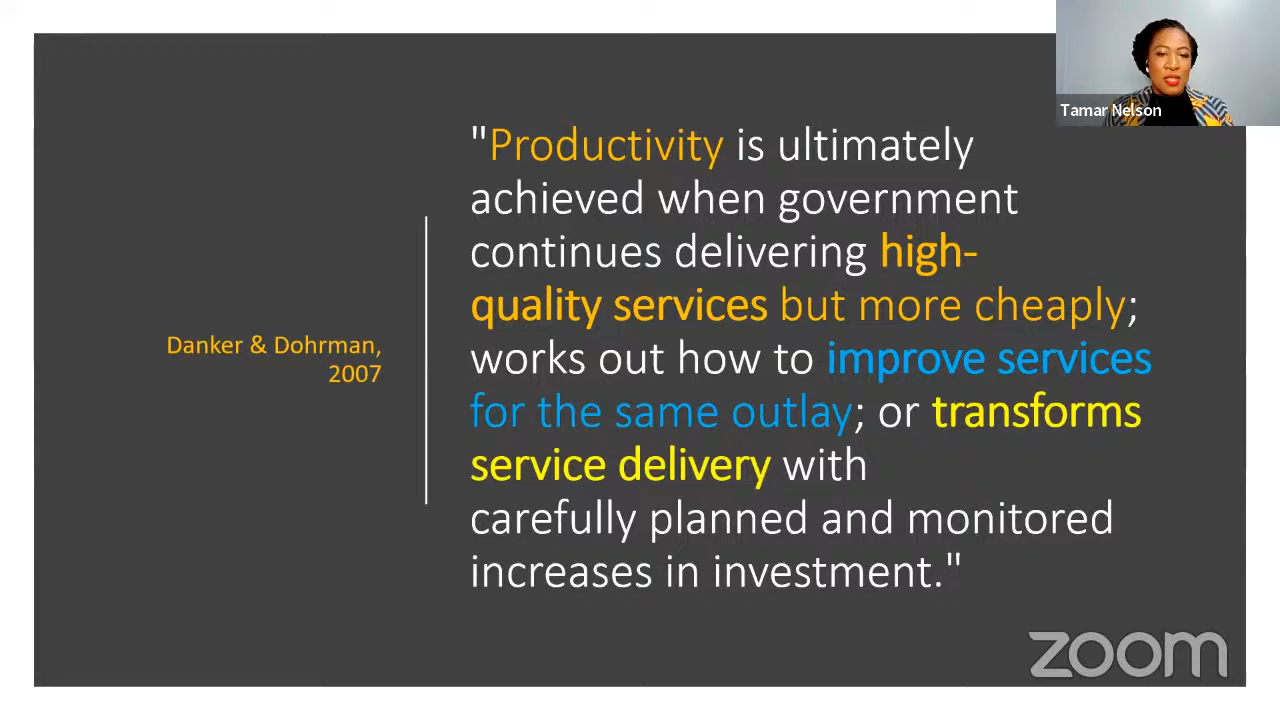 Tamar Nelson
"Productivity is ultimately
achieved when government
continues delivering high-
quality services but more cheaply;
works out how to improve services
for the same outlay; or transforms
service delivery with
carefully planned and monitored
increases in investment."
Danker & Dohrman,
2007
zoom